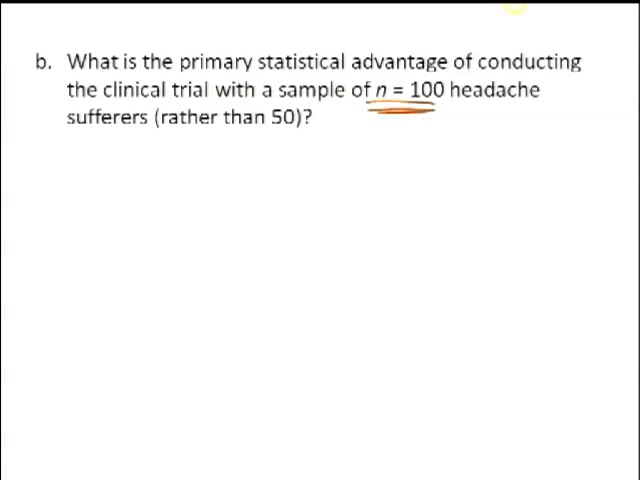 b. What is the primary statistical advantage of conducting
the clinical trial with a sample of n = 100 headache
sufferers (rather than 50)?